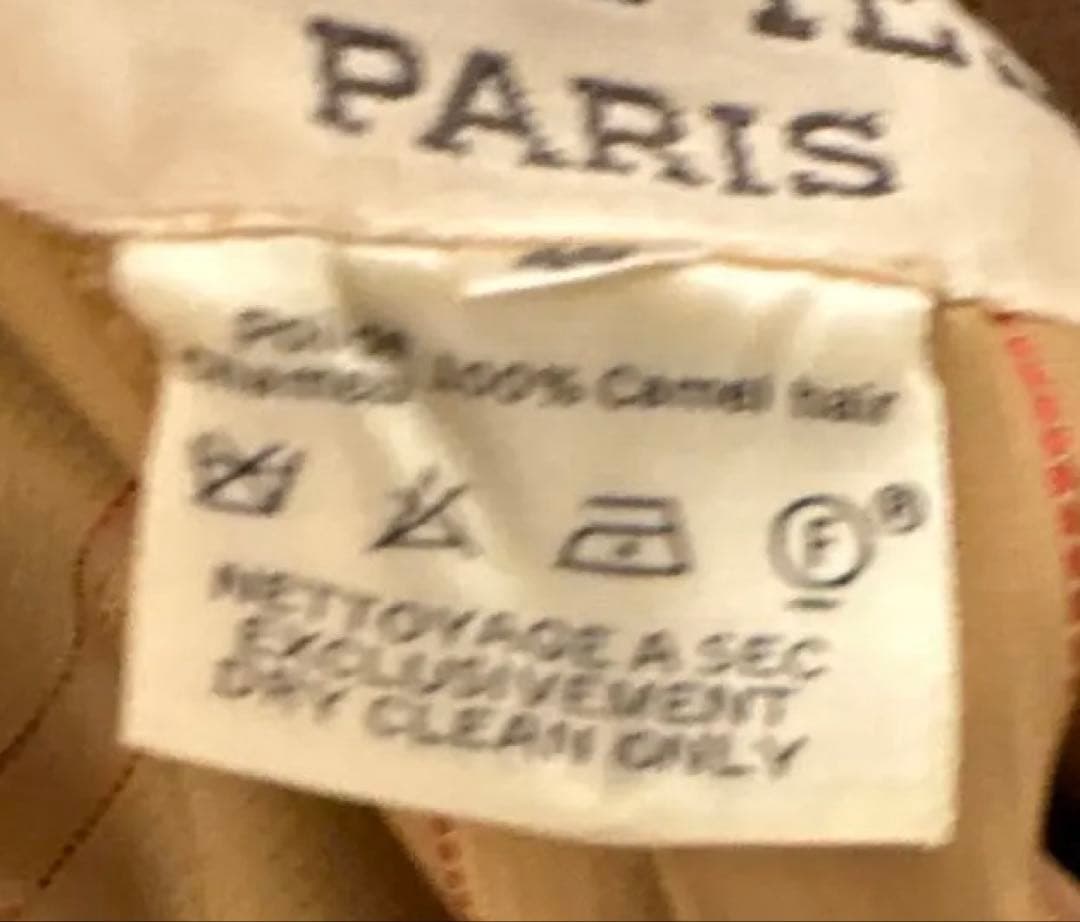 PARIS
100% Camel hair
F ®
NETTOYAGE A SEC
EXCLUSIVEMENT
DRY CLEAN ONLY